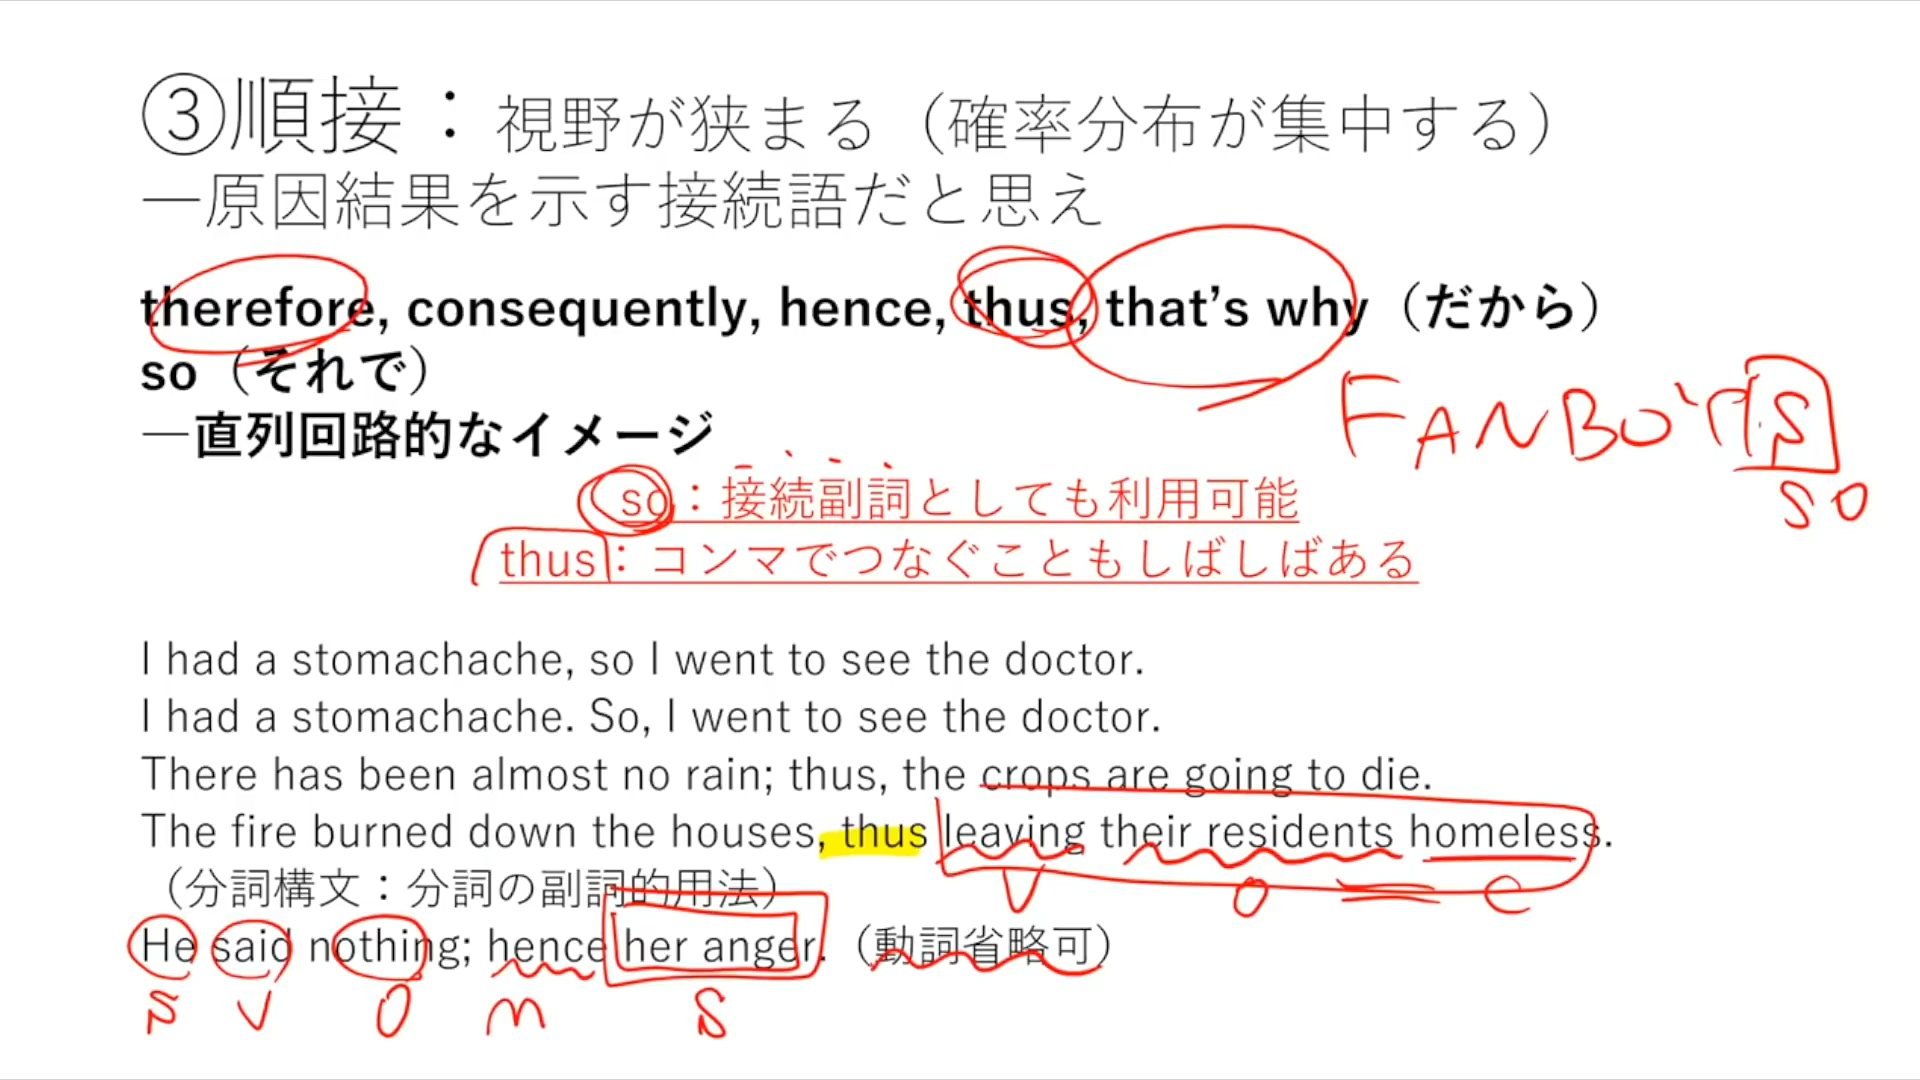 ③順接：視野が狭まる（確率分布が集中する）
—原因結果を示す接続語だと思え
therefore, consequently, hence, thus, that’s why（だから）
so（それで）
—直列回路的なイメージ
FANBOYS
so
so：接続副詞としても利用可能
thus：コンマでつなぐこともしばしばある
I had a stomachache, so I went to see the doctor.
I had a stomachache. So, I went to see the doctor.
There has been almost no rain; thus, the crops are going to die.
The fire burned down the houses, thus leaving their residents homeless.
（分詞構文：分詞の副詞的用法）
V O C
He said nothing; hence her anger.（動詞省略可）
S V O M S